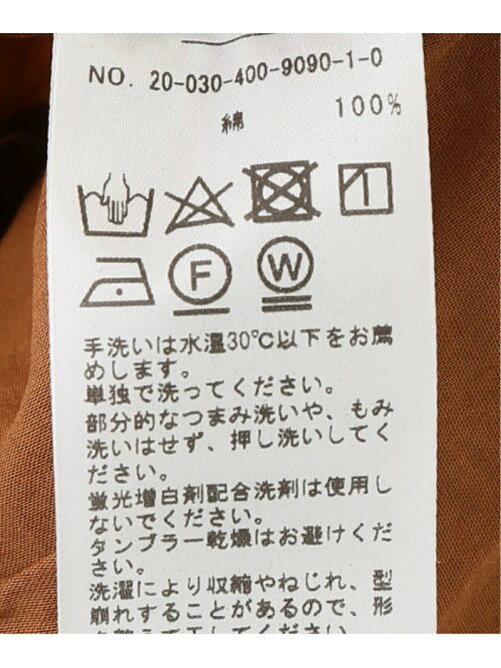 NO. 20-030-400-9090-1-0
綿 100%
F W
手洗いは水温30℃以下をお薦
めします。
単独で洗ってください。
部分的なつまみ洗いや、もみ
洗いはせず、押し洗いしてく
ださい。
蛍光増白剤配合洗剤は使用し
ないでください。
タンブラー乾燥はお避けくだ
さい。
洗濯により収縮やねじれ、型
崩れすることがあるので、形